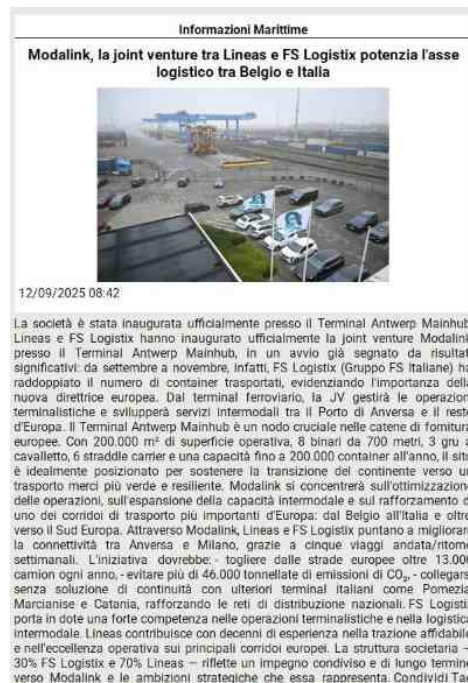 Informazioni Marittime
Modalink, la joint venture tra Lineas e FS Logistix potenzia l'asse
logistico tra Belgio e Italia
12/09/2025 08:42
La società è stata inaugurata ufficialmente presso il Terminal Antwerp Mainhub
Lineas e FS Logistix hanno inaugurato ufficialmente la joint venture Modalink
presso il Terminal Antwerp Mainhub, in un avvio già segnato da risultat
significativi: da settembre a novembre, infatti, FS Logistix (Gruppo FS Italiane) ha
raddoppiato il numero di container trasportati, evidenziando l'importanza dell
nuova direttrice europea. Dal terminal ferroviario, la JV gestirà le operazion
terminalistiche e svilupperà servizi intermodali tra il Porto di Anversa e il rest
d'Europa. Il Terminal Antwerp Mainhub è un nodo cruciale nelle catene di fornitura
europee. Con 200.000 m² di superficie operativa, 8 binari da 700 metri, 3 gru a
cavalletto, 6 straddle carrier e una capacità fino a 200.000 container all'anno, il sito
è idealmente posizionato per sostenere la transizione del continente verso u
trasporto merci più verde e resiliente. Modalink si concentrerà sull'ottimizzazion
delle operazioni, sull'espansione della capacità intermodale e sul rafforzamento d
uno dei corridoi di trasporto più importanti d'Europa: dal Belgio all'Italia e oltre
verso il Sud Europa. Attraverso Modalink, Lineas e FS Logistix puntano a migliorar
la connettività tra Anversa e Milano, grazie a cinque viaggi andata/ritorno
settimanali. L'iniziativa dovrebbe: - togliere dalle strade europee oltre 13.000
camion ogni anno, - evitare più di 46.000 tonnellate di emissioni di CO₂, - collegars
senza soluzione di continuità con ulteriori terminal italiani come Pomezia
Marcianise e Catania, rafforzando le reti di distribuzione nazionali. FS Logisti
porta in dote una forte competenza nelle operazioni terminalistiche e nella logistica
intermodale. Lineas contribuisce con decenni di esperienza nella trazione affidabile
e nell'eccellenza operativa sui principali corridoi europei. La struttura societaria –
30% FS Logistix e 70% Lineas – riflette un impegno condiviso e di lungo termine
verso Modalink e le ambizioni strategiche che essa rappresenta. Condividi Tag